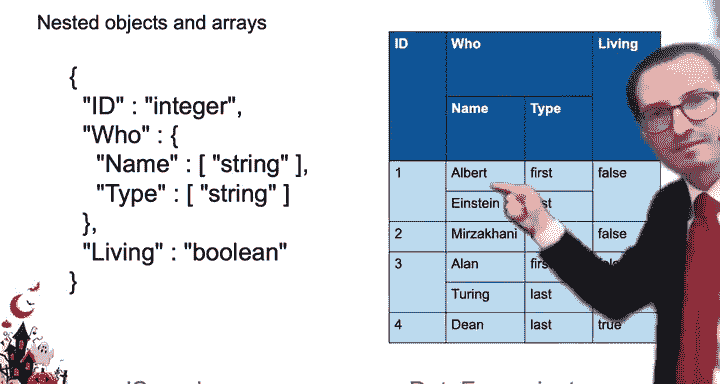 Nested objects and arrays
{
"ID" : "integer",
"Who" : {
"Name" : [ "string" ],
"Type" : [ "string" ]
},
"Living" : "boolean"
}
ID Who Living
Name Type
1 Albert first false
Einstein
2 Mirzakhani false
3 Alan
Turing last
4 Dean last true